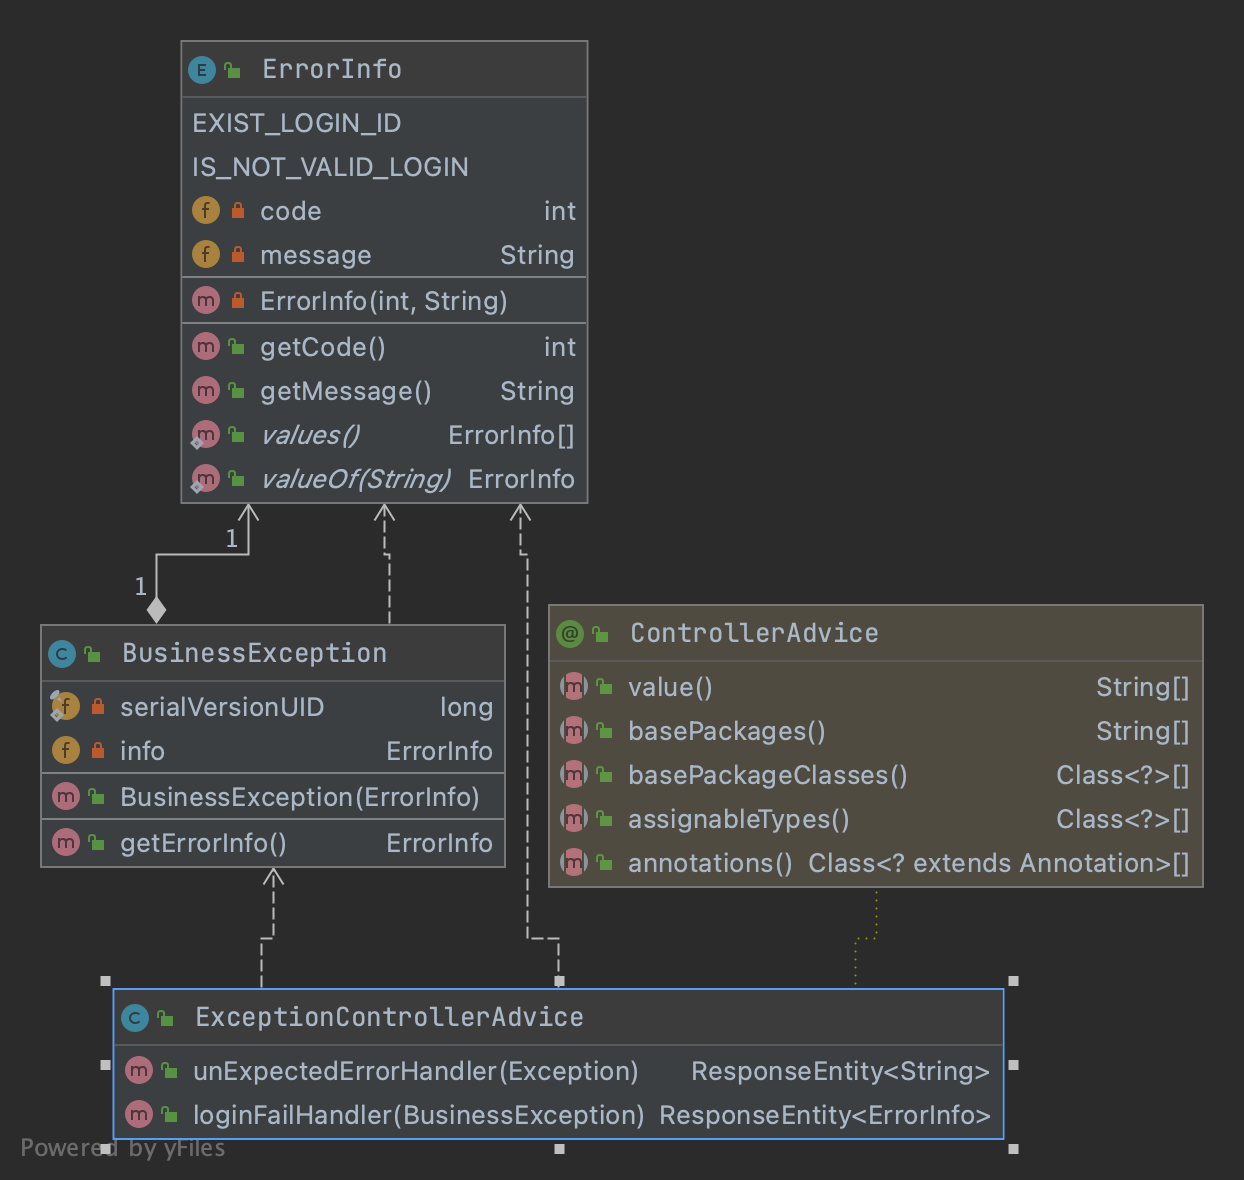 E ErrorInfo
EXIST_LOGIN_ID
IS_NOT_VALID_LOGIN
f code int
f message String
m ErrorInfo(int, String)
m getCode() int
m getMessage() String
m values() ErrorInfo[]
m valueOf(String) ErrorInfo
1
1
C BusinessException
f serialVersionUID long
f info ErrorInfo
m BusinessException(ErrorInfo)
m getErrorInfo() ErrorInfo
@ ControllerAdvice
m value() String[]
m basePackages() String[]
m basePackageClasses() Class<?>[]
m assignableTypes() Class<?>[]
m annotations() Class<? extends Annotation>[]
C ExceptionControllerAdvice
m unExpectedErrorHandler(Exception) ResponseEntity<String>
m loginFailHandler(BusinessException) ResponseEntity<ErrorInfo>
Powered by yFiles